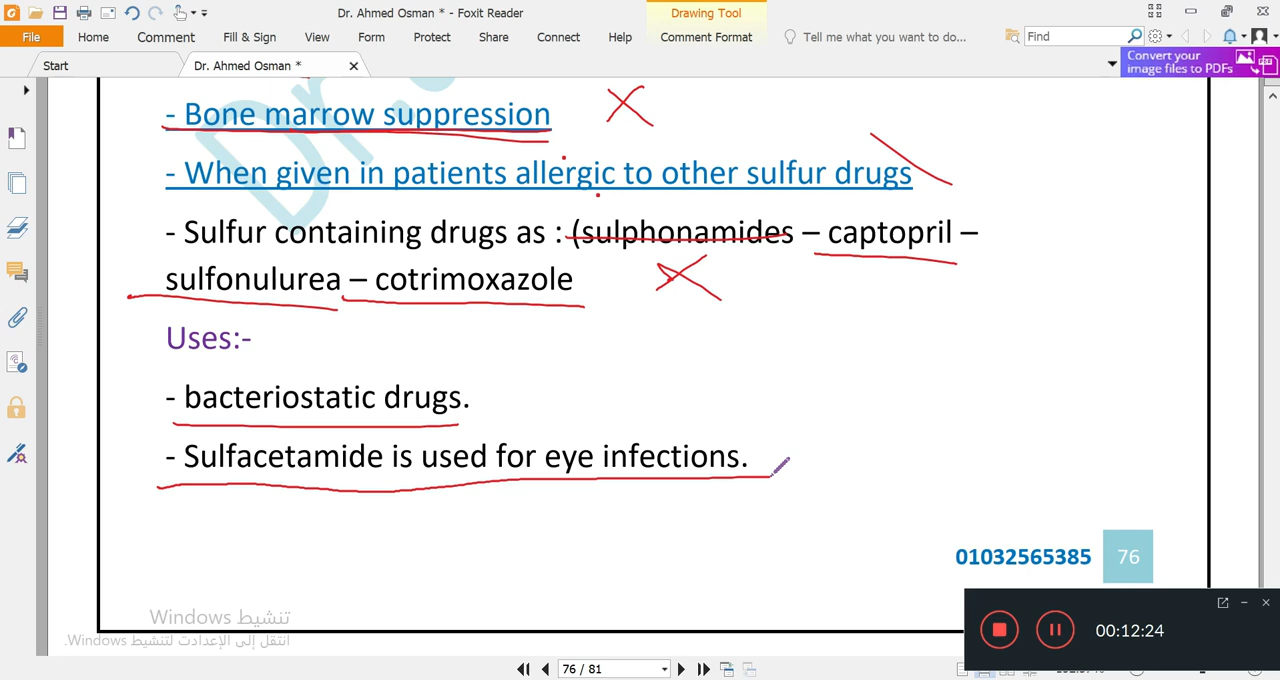 Dr. Ahmed Osman * - Foxit Reader
Drawing Tool
File Home Comment Fill & Sign View Form Protect Share Connect Help Comment Format Tell me what you want to do... Find
Start Dr. Ahmed Osman *
Convert your
image files to PDFs
PDF
- Bone marrow suppression
- When given in patients allergic to other sulfur drugs
- Sulfur containing drugs as : (sulphonamides – captopril –
sulfonulurea – cotrimoxazole
Uses:-
- bacteriostatic drugs.
- Sulfacetamide is used for eye infections.
01032565385 76
تنشيط Windows
انتقل إلى الإعدادت لتنشيط Windows.
00:12:24
76 / 81